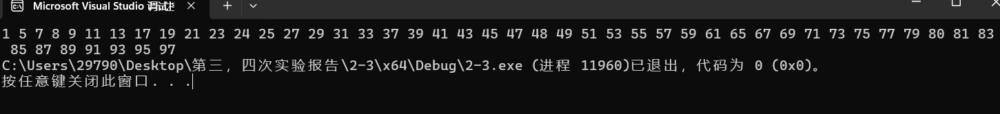 Microsoft Visual Studio 调试
1 5 7 8 9 11 13 17 19 21 23 24 25 27 29 31 33 37 39 41 43 45 47 48 49 51 53 55 57 59 61 65 67 69 71 73 75 77 79 80 81 83
85 87 89 91 93 95 97
C:\Users\29790\Desktop\第三，四次实验报告\2-3\x64\Debug\2-3.exe (进程 11960)已退出，代码为 0 (0x0)。
按任意键关闭此窗口. . .